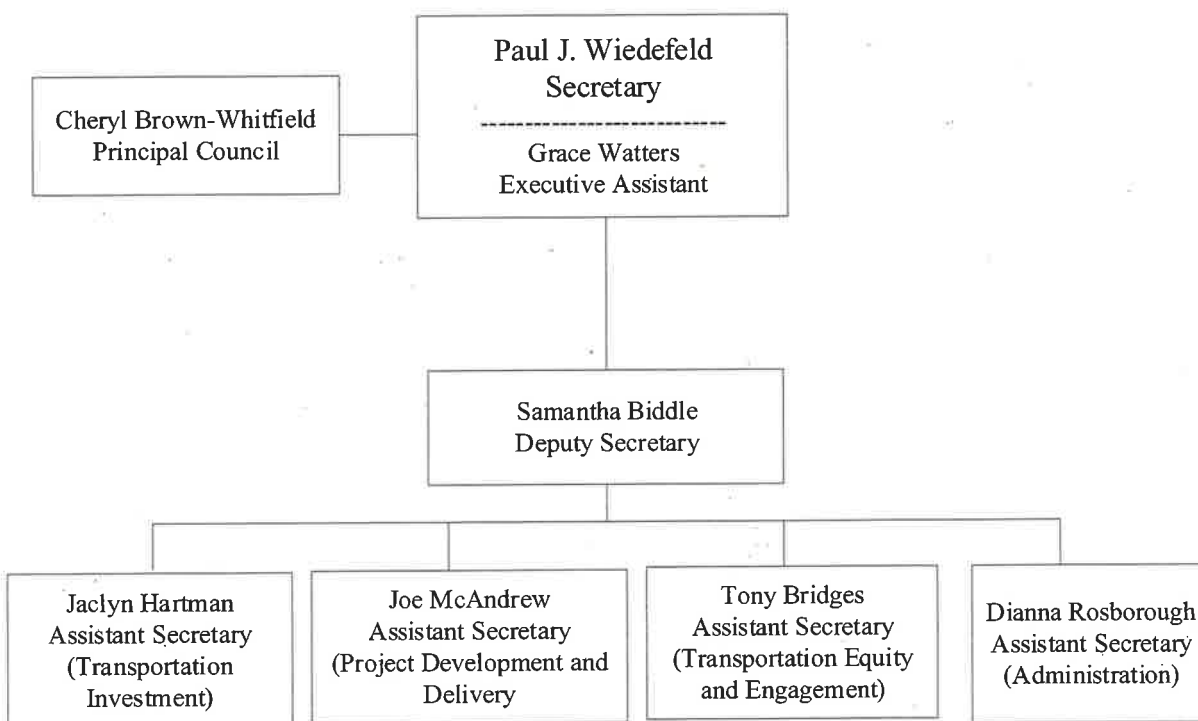 Paul J. Wiedefeld
Secretary
---------------------------
Grace Watters
Executive Assistant
Cheryl Brown-Whitfield
Principal Council
Samantha Biddle
Deputy Secretary
Jaclyn Hartman
Assistant Secretary
(Transportation
Investment)
Joe McAndrew
Assistant Secretary
(Project Development and
Delivery
Tony Bridges
Assistant Secretary
(Transportation Equity
and Engagement)
Dianna Rosborough
Assistant Secretary
(Administration)